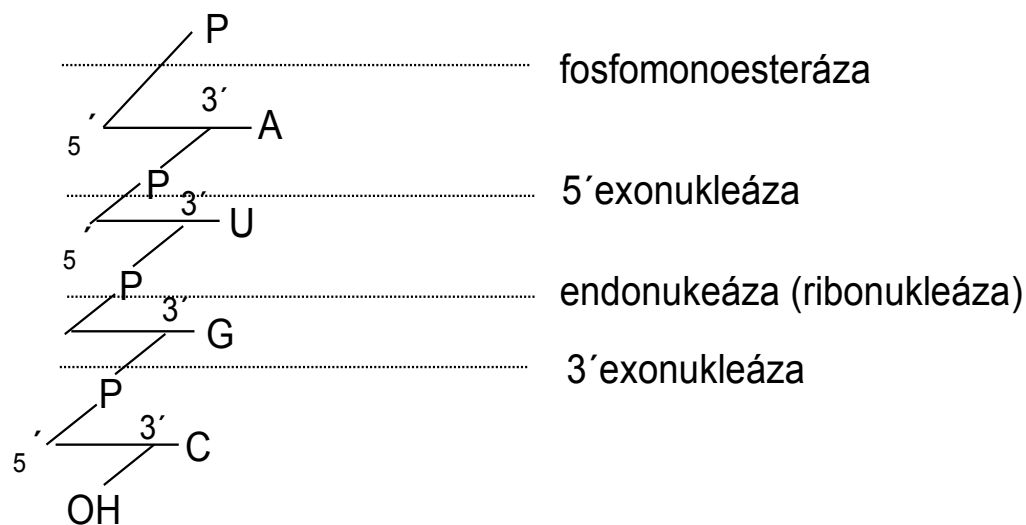 P
fosfomonoesteráza
3´
5´ A
P 5´exonukleáza
3´
5´ U
P endonukeáza (ribonukleáza)
3´
G
3´exonukleáza
P
3´
5´ C
OH